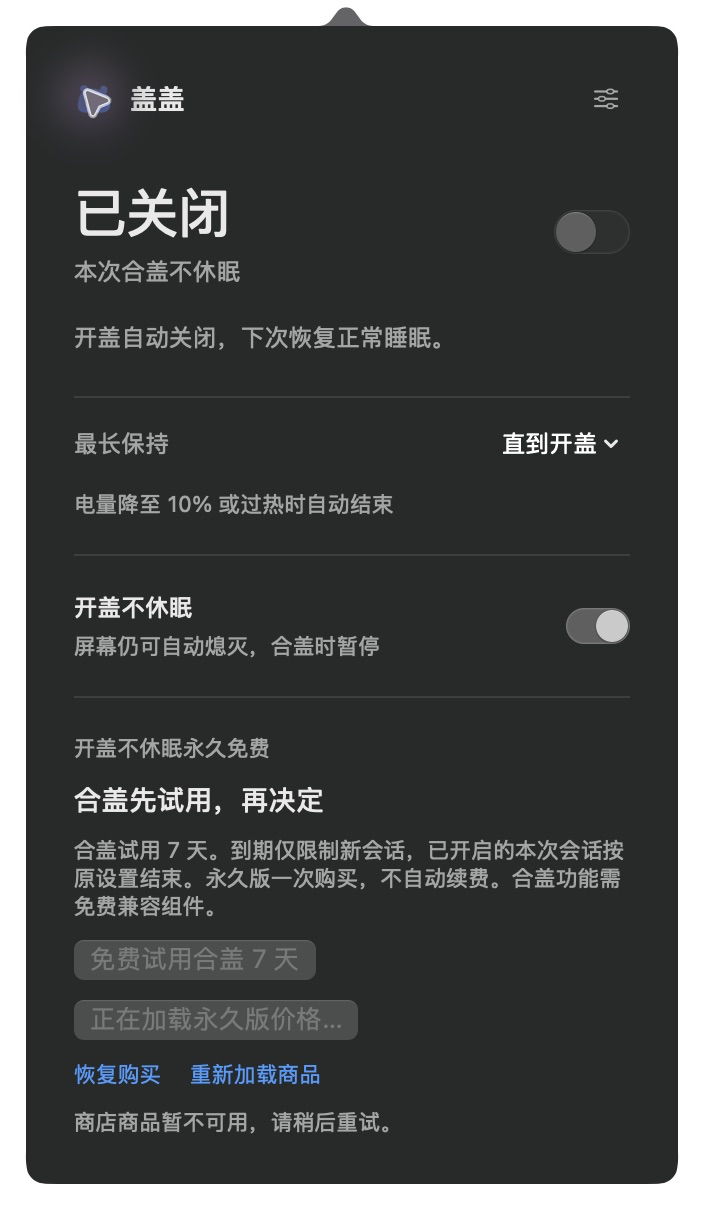 盖盖
已关闭
本次合盖不休眠
开盖自动关闭，下次恢复正常睡眠。
最长保持
直到开盖
电量降至 10% 或过热时自动结束
开盖不休眠
屏幕仍可自动熄灭，合盖时暂停
开盖不休眠永久免费
合盖先试用，再决定
合盖试用 7 天。到期仅限制新会话，已开启的本次会话按
原设置结束。永久版一次购买，不自动续费。合盖功能需
免费兼容组件。
免费试用合盖 7 天
正在加载永久版价格...
恢复购买 重新加载商品
商店商品暂不可用，请稍后重试。